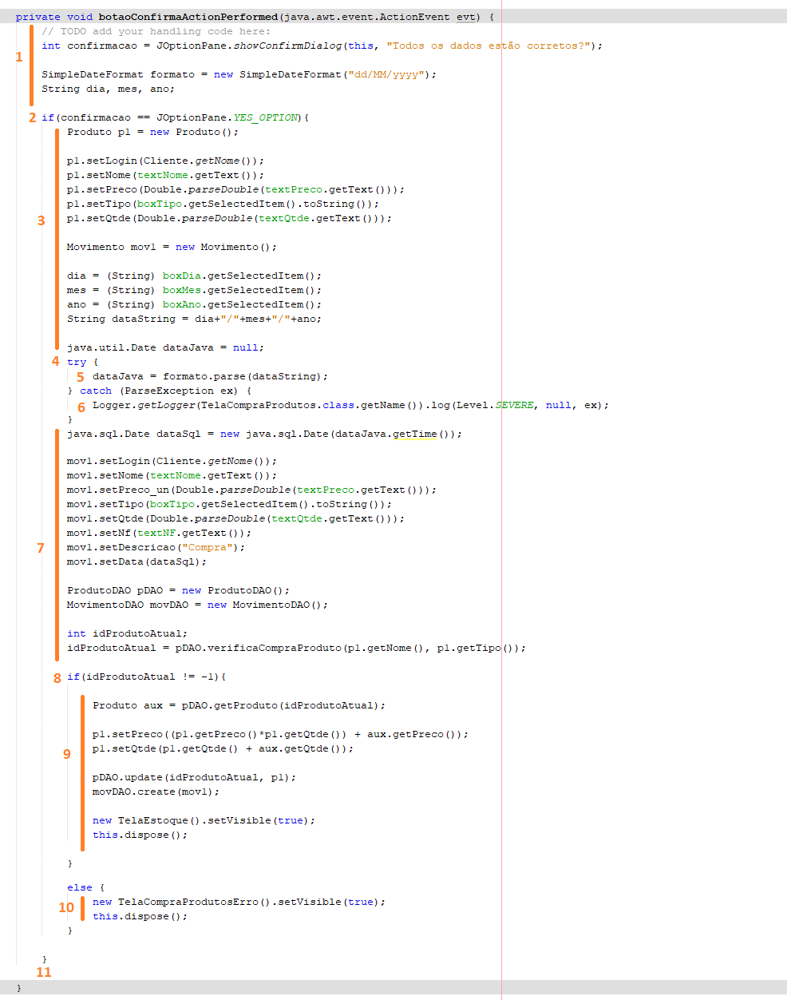 private void botaoConfirmaActionPerformed(java.awt.event.ActionEvent evt) {
// TODO add your handling code here:
int confirmacao = JOptionPane.showConfirmDialog(this, "Todos os dados estão corretos?");
1
SimpleDateFormat formato = new SimpleDateFormat("dd/MM/yyyy");
String dia, mes, ano;
2 if(confirmacao == JOptionPane.YES_OPTION){
Produto p1 = new Produto();
p1.setLogin(Cliente.getNome());
p1.setNome(textNome.getText());
p1.setPreco(Double.parseDouble(textPreco.getText()));
p1.setTipo(boxTipo.getSelectedItem().toString());
3 p1.setQtde(Double.parseDouble(textQtde.getText()));
Movimento mov1 = new Movimento();
dia = (String) boxDia.getSelectedItem();
mes = (String) boxMes.getSelectedItem();
ano = (String) boxAno.getSelectedItem();
String dataString = dia+"/"+mes+"/"+ano;
java.util.Date dataJava = null;
4 try {
5 dataJava = formato.parse(dataString);
} catch (ParseException ex) {
6 Logger.getLogger(TelaCompraProdutos.class.getName()).log(Level.SEVERE, null, ex);
}
java.sql.Date dataSql = new java.sql.Date(dataJava.getTime());
mov1.setLogin(Cliente.getNome());
mov1.setNome(textNome.getText());
mov1.setPreco_un(Double.parseDouble(textPreco.getText()));
mov1.setTipo(boxTipo.getSelectedItem().toString());
mov1.setQtde(Double.parseDouble(textQtde.getText()));
mov1.setNf(textNF.getText());
7 mov1.setDescricao("Compra");
mov1.setData(dataSql);
ProdutoDAO pDAO = new ProdutoDAO();
MovimentoDAO movDAO = new MovimentoDAO();
int idProdutoAtual;
idProdutoAtual = pDAO.verificaCompraProduto(p1.getNome(), p1.getTipo());
8 if(idProdutoAtual != -1){
Produto aux = pDAO.getProduto(idProdutoAtual);
p1.setPreco((p1.getPreco()*p1.getQtde()) + aux.getPreco());
9 p1.setQtde(p1.getQtde() + aux.getQtde());
pDAO.update(idProdutoAtual, p1);
movDAO.create(mov1);
new TelaEstoque().setVisible(true);
this.dispose();
}
else {
10 new TelaCompraProdutosErro().setVisible(true);
this.dispose();
}
}
11
}